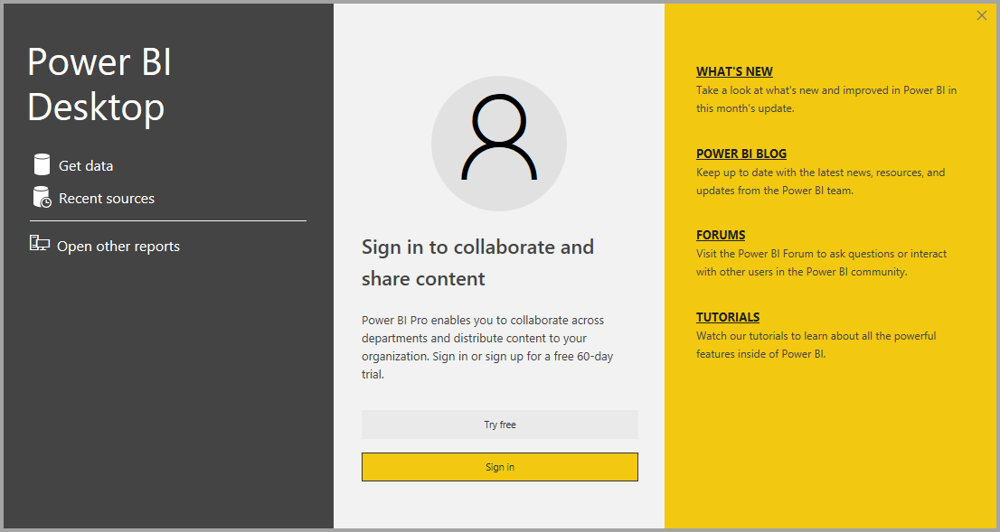 Power BI
Desktop
Get data
Recent sources
Open other reports
Sign in to collaborate and
share content
Power BI Pro enables you to collaborate across
departments and distribute content to your
organization. Sign in or sign up for a free 60-day
trial.
Try free
Sign in
WHAT'S NEW
Take a look at what's new and improved in Power BI in
this month's update.
POWER BI BLOG
Keep up to date with the latest news, resources, and
updates from the Power BI team.
FORUMS
Visit the Power BI Forum to ask questions or interact
with other users in the Power BI community.
TUTORIALS
Watch our tutorials to learn about all the powerful
features inside of Power BI.